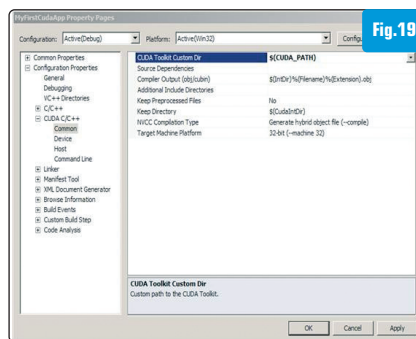 MyFirstCudaApp Property Pages
Fig.19
Configuration: Active(Debug) Platform: Active(Win32)
Common Properties
Configuration Properties
General
Debugging
VC++ Directories
C/C++
CUDA C/C++
Common
Device
Host
Command Line
Linker
Manifest Tool
XML Document Generator
Browse Information
Build Events
Custom Build Step
Code Analysis
CUDA Toolkit Custom Dir $(CUDA_PATH)
Source Dependencies
Compiler Output (obj/cubin) $(IntDir)%(Filename)%(Extension).obj
Additional Include Directories
Keep Preprocessed Files No
Keep Directory $(CudaIntDir)
NVCC Compilation Type Generate hybrid object file (--compile)
Target Machine Platform 32-bit (--machine 32)
CUDA Toolkit Custom Dir
Custom path to the CUDA Toolkit.
OK Cancel Apply